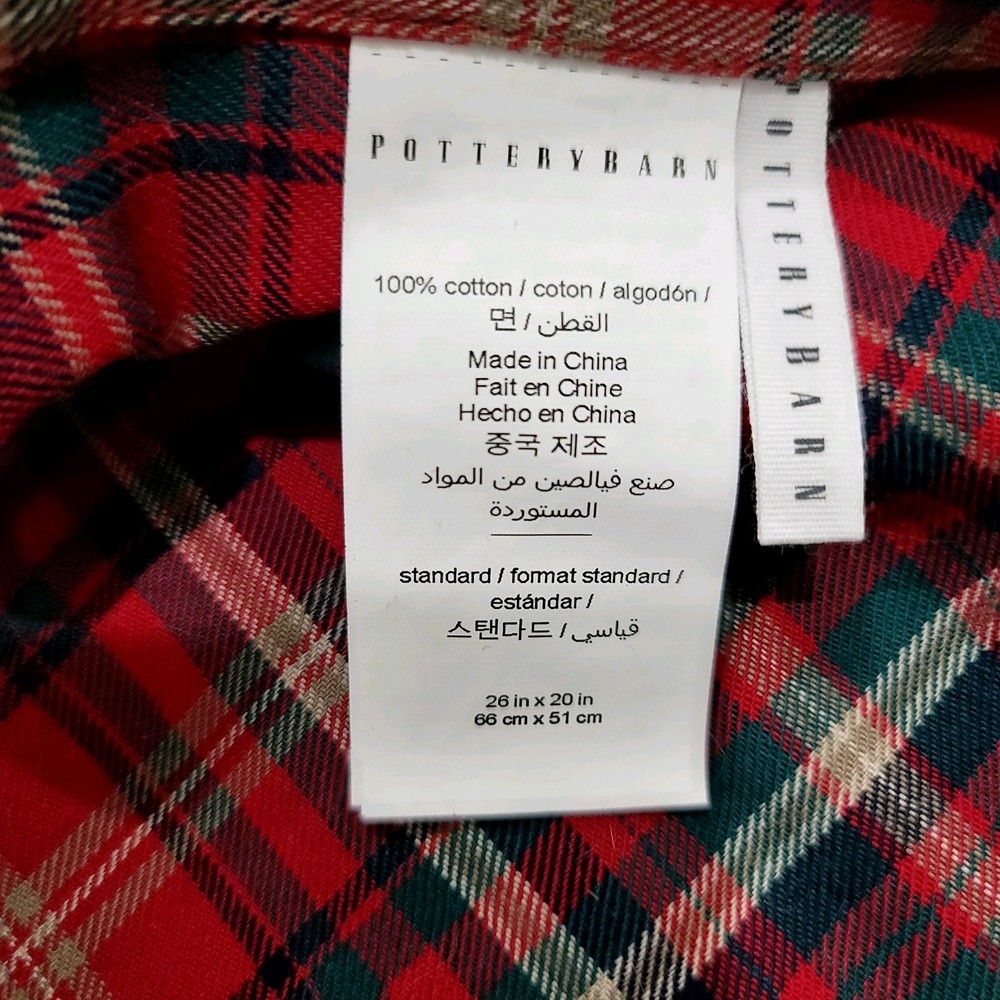 POTTERYBARN
100% cotton / coton / algodón /
면 / القطن
Made in China
Fait en Chine
Hecho en China
중국 제조
صنع فيالصين من المواد
المستوردة
standard / format standard /
estándar /
스탠다드 / قياسي
26 in x 20 in
66 cm x 51 cm
POTTERYBARN